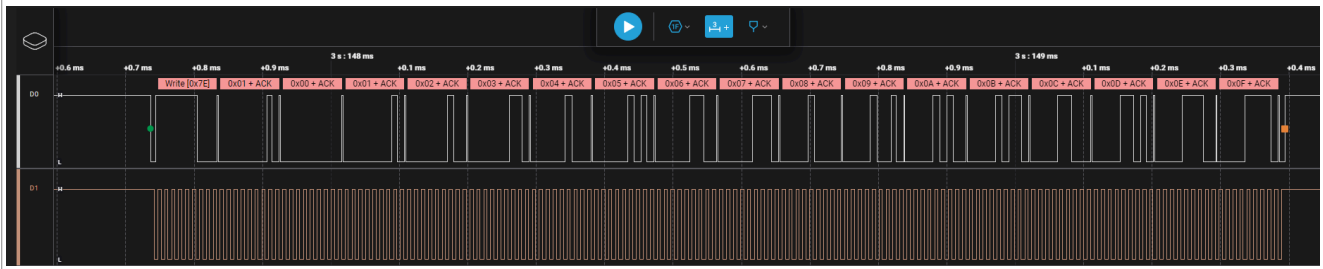 3 s : 148 ms
3 s : 149 ms
+0.6 ms +0.7 ms +0.8 ms +0.9 ms +0.1 ms +0.2 ms +0.3 ms +0.4 ms +0.5 ms +0.6 ms +0.7 ms +0.8 ms +0.9 ms +0.1 ms +0.2 ms +0.3 ms +0.4 ms
Write [0x7E] 0x01 + ACK 0x00 + ACK 0x01 + ACK 0x02 + ACK 0x03 + ACK 0x04 + ACK 0x05 + ACK 0x06 + ACK 0x07 + ACK 0x08 + ACK 0x09 + ACK 0x0A + ACK 0x0B + ACK 0x0C + ACK 0x0D + ACK 0x0E + ACK 0x0F + ACK
D0 H
L
D1 H
L